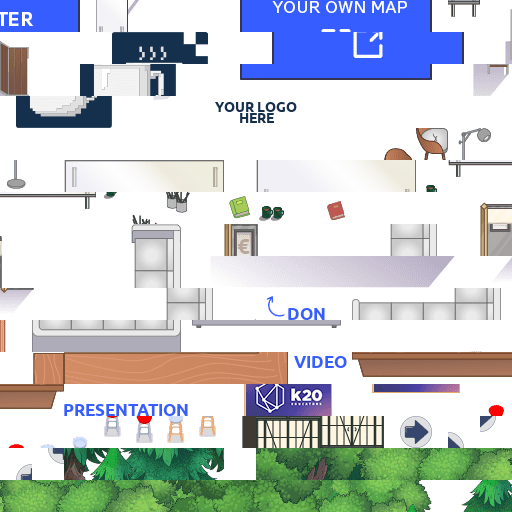 TER
YOUR OWN MAP
YOUR LOGO
HERE
€
DON
VIDEO
k20
PRESENTATION